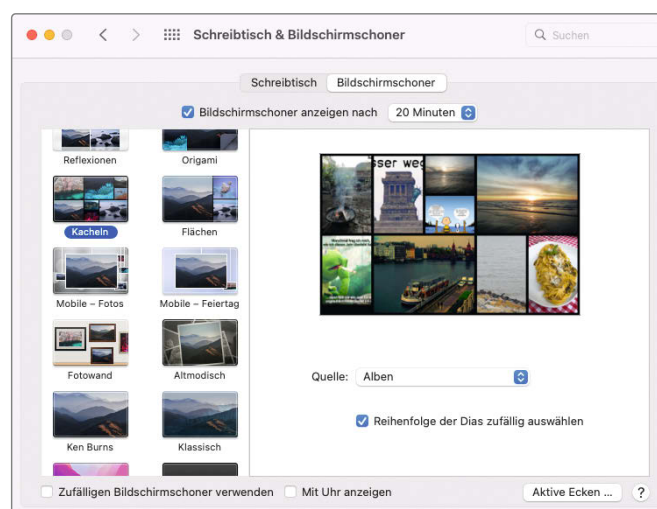 Schreibtisch & Bildschirmschoner
Suchen
Schreibtisch Bildschirmschoner
Bildschirmschoner anzeigen nach 20 Minuten
Reflexionen Origami
Kacheln Flächen
Mobile – Fotos Mobile – Feiertag
Fotowand Altmodisch
Ken Burns Klassisch
sser weg
Quelle: Alben
Reihenfolge der Dias zufällig auswählen
Zufälligen Bildschirmschoner verwenden Mit Uhr anzeigen Aktive Ecken ... ?